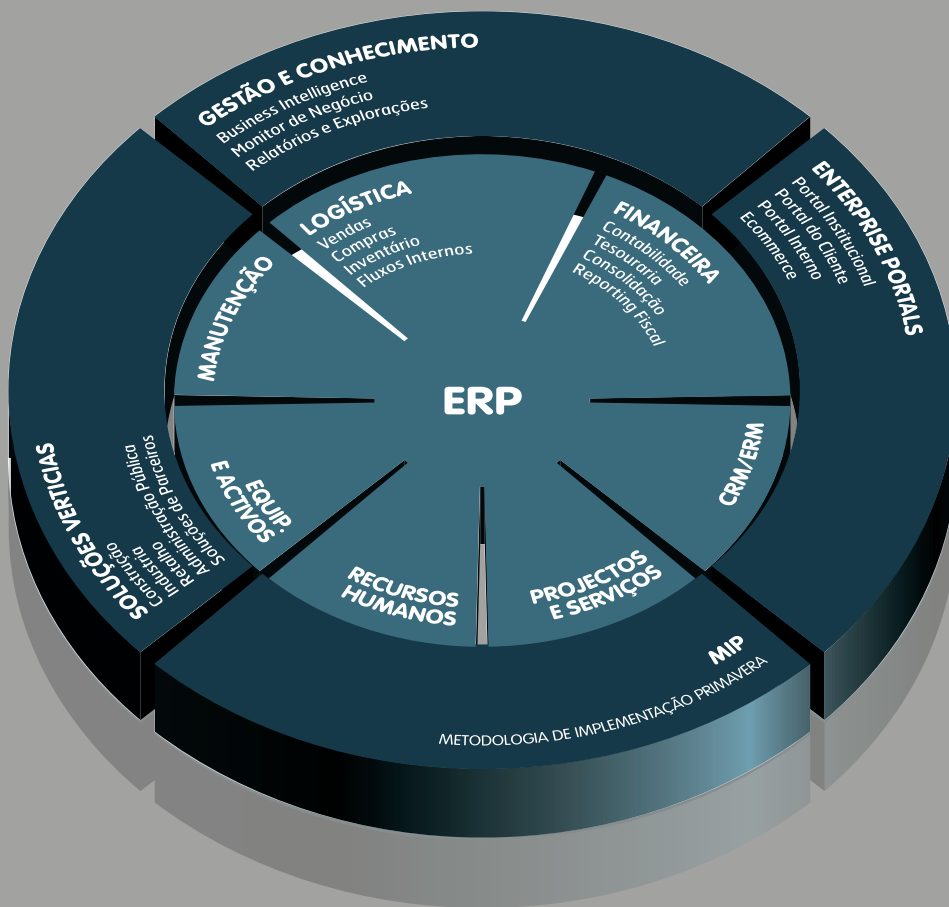 GESTÃO E CONHECIMENTO
Business Intelligence
Monitor de Negócio
Relatórios e Explorações
ENTERPRISE PORTALS
Portal Institucional
Portal do Cliente
Portal Interno
Ecommerce
LOGÍSTICA
Vendas
Compras
Inventário
Fluxos Internos
FINANCEIRA
Contabilidade
Tesouraria
Consolidação
Reporting Fiscal
MANUTENÇÃO
ERP
CRM/ERM
EQUIP.
E ACTIVOS
RECURSOS
HUMANOS
PROJECTOS
E SERVIÇOS
SOLUÇÕES VERTICIAS
Construção
Industria
Retalho
Administração Pública
Soluções de Parceiros
MIP
METODOLOGIA DE IMPLEMENTAÇÃO PRIMAVERA